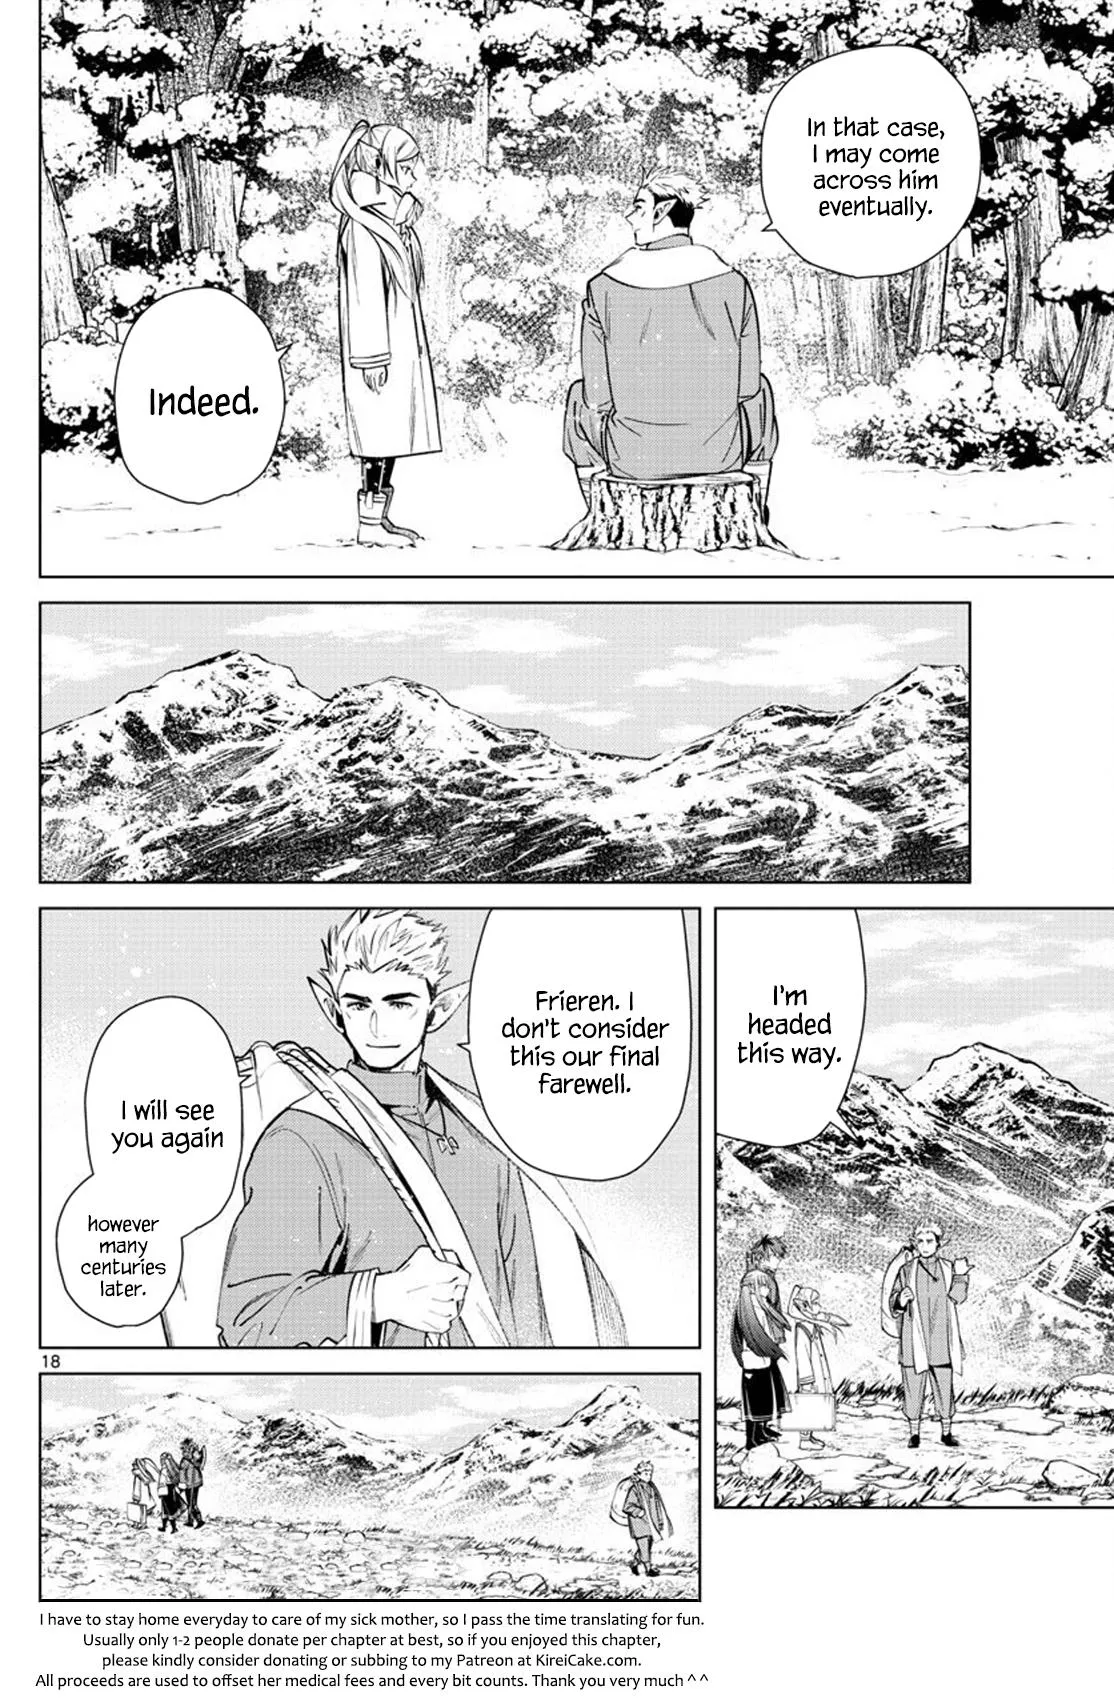 In that case,
I may come
across him
eventually.
Indeed.
I'm
headed
this way.
Frieren. I
don't consider
this our final
farewell.
I will see
you again
however
many
centuries
later.
18
I have to stay home everyday to care of my sick mother, so I pass the time translating for fun.
Usually only 1-2 people donate per chapter at best, so if you enjoyed this chapter,
please kindly consider donating or subbing to my Patreon at KireiCake.com.
All proceeds are used to offset her medical fees and every bit counts. Thank you very much ^ ^